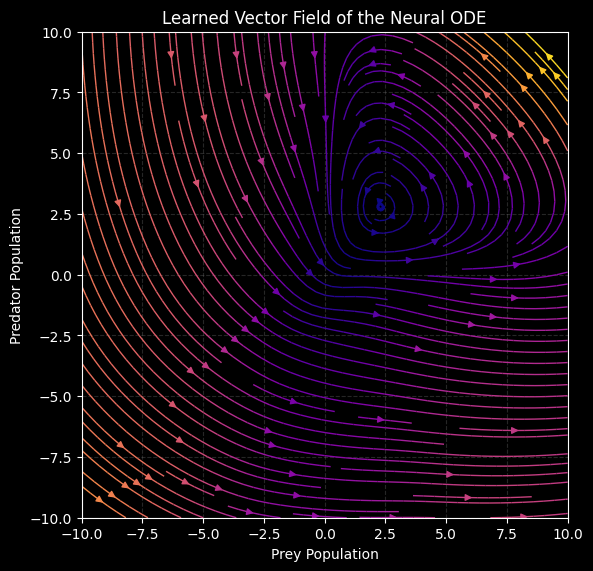 Learned Vector Field of the Neural ODE
10.0
7.5
5.0
2.5
0.0
−2.5
−5.0
−7.5
−10.0
Predator Population
−10.0 −7.5 −5.0 −2.5 0.0 2.5 5.0 7.5 10.0
Prey Population